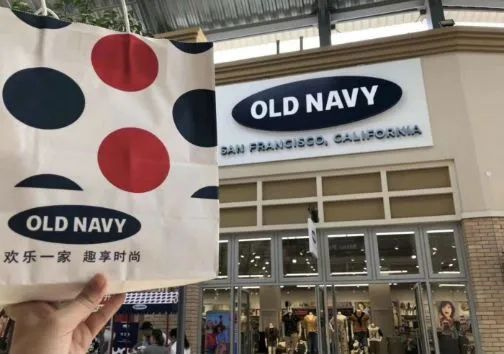 OLD NAVY
欢乐一家 趣享时尚
OLD NAVY
SAN FRANCISCO, CALIFORNIA